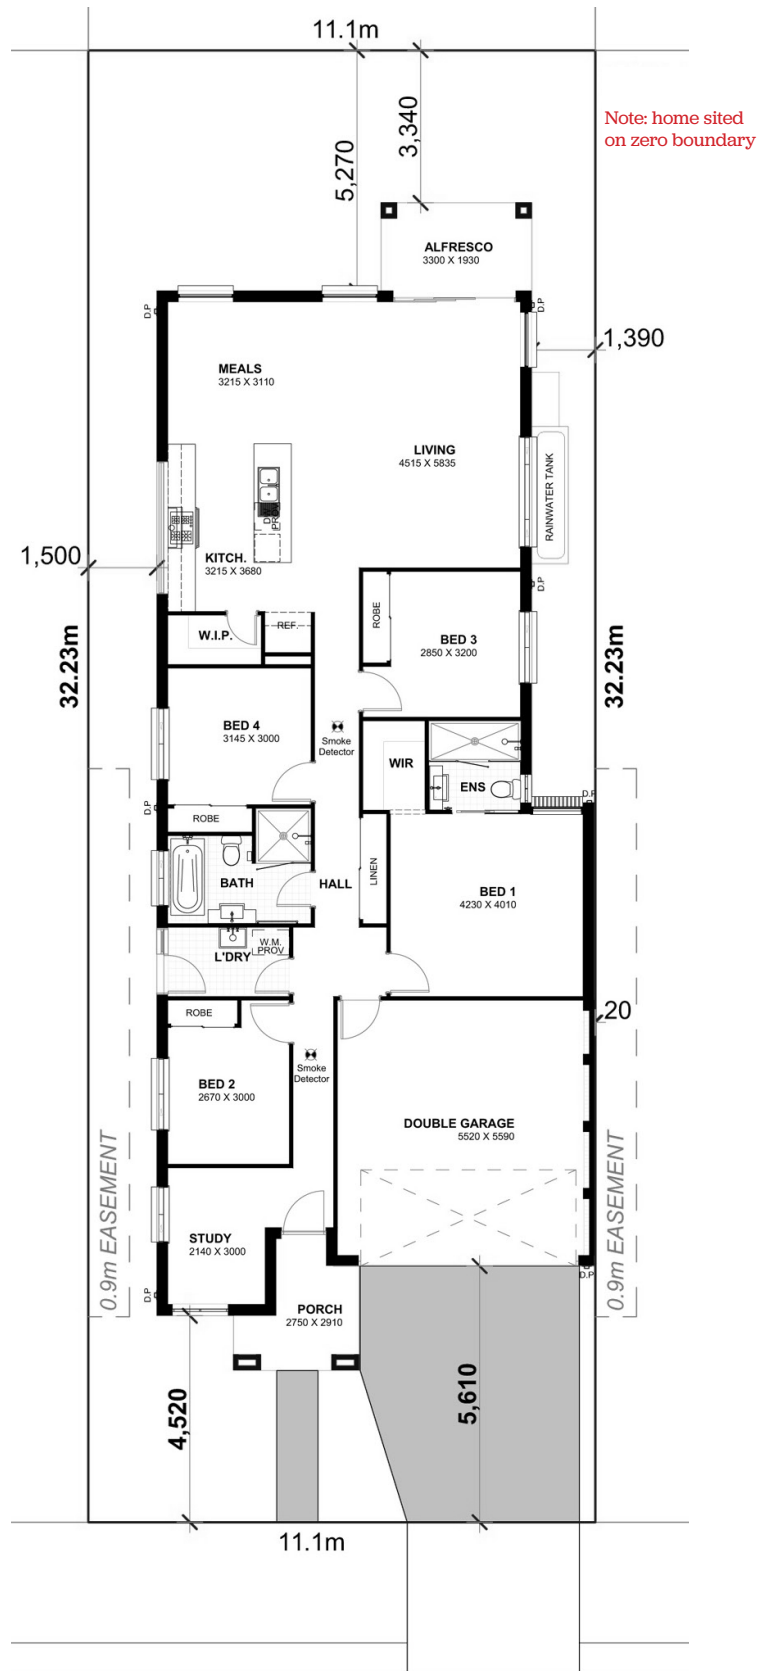 11.1m
Note: home sited
on zero boundary
3,340
5,270
ALFRESCO
3300 X 1930
D.P
D.P
1,390
MEALS
3215 X 3110
LIVING
4515 X 5835
RAINWATER TANK
D.W
PROV
1,500
KITCH.
3215 X 3680
D.P
ROBE
REF.
W.I.P.
BED 3
2850 X 3200
32.23m
32.23m
BED 4
3145 X 3000
Smoke
Detector
WIR
ENS
D.P
D.P
ROBE
BATH
HALL
LINEN
BED 1
4230 X 4010
W.M.
PROV
L'DRY
ROBE
20
Smoke
Detector
BED 2
2670 X 3000
DOUBLE GARAGE
5520 X 5590
0.9m EASEMENT
0.9m EASEMENT
STUDY
2140 X 3000
D.P
D.P
PORCH
2750 X 2910
4,520
5,610
11.1m